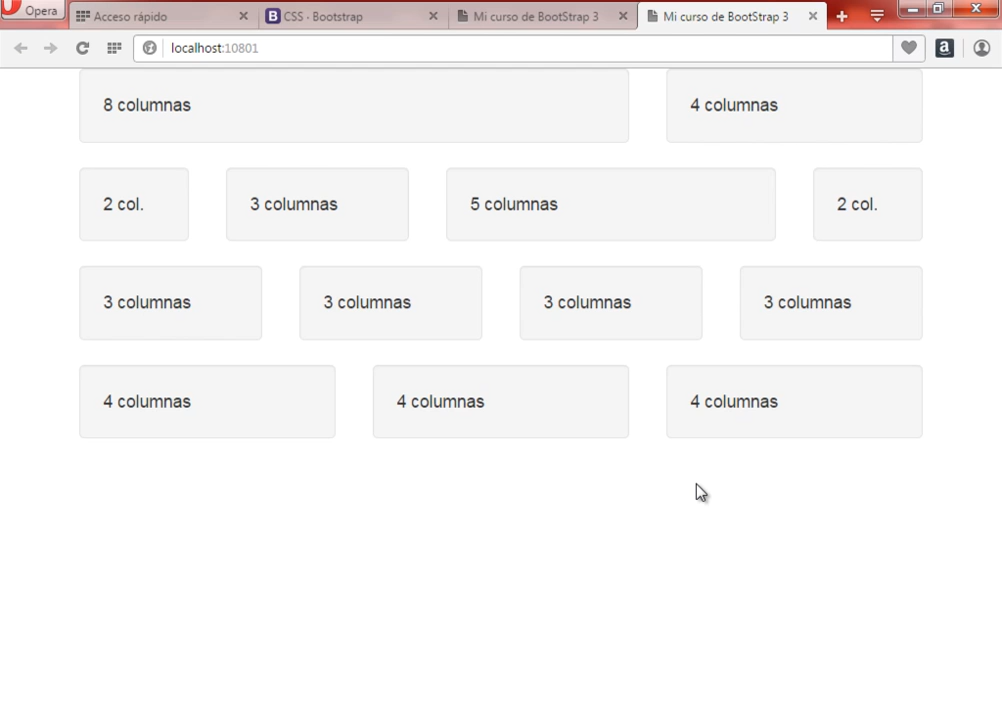 Opera Acceso rápido CSS - Bootstrap Mi curso de BootStrap 3 Mi curso de BootStrap 3
localhost:10801
8 columnas 4 columnas
2 col. 3 columnas 5 columnas 2 col.
3 columnas 3 columnas 3 columnas 3 columnas
4 columnas 4 columnas 4 columnas